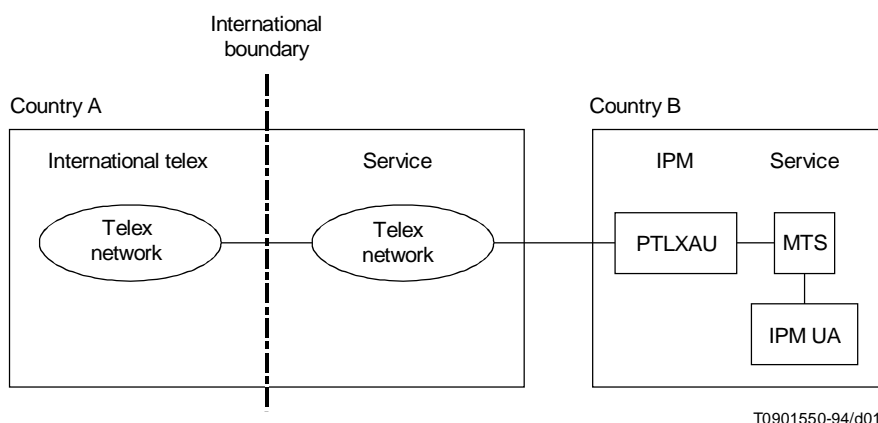 International
boundary
Country A
Country B
International telex
Service
IPM
Service
Telex
network
Telex
network
PTLXAU
MTS
IPM UA
T0901550-94/d01